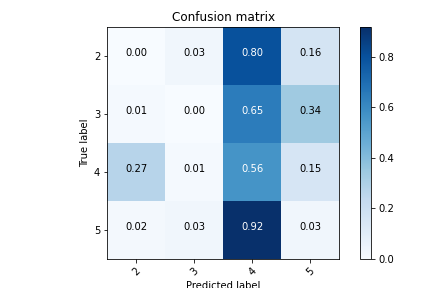 Confusion matrix
True label
2 0.00 0.03 0.80 0.16
3 0.01 0.00 0.65 0.34
4 0.27 0.01 0.56 0.15
5 0.02 0.03 0.92 0.03
2 3 4 5
Predicted label
0.8
0.6
0.4
0.2
0.0